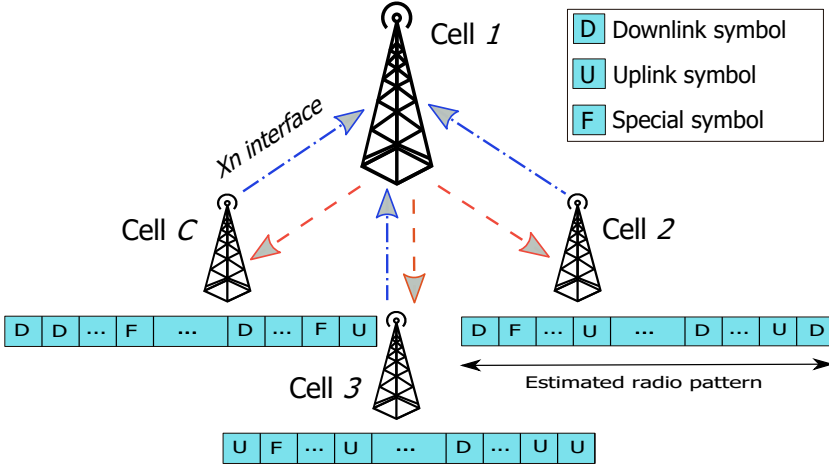 Cell 1
D Downlink symbol
U Uplink symbol
F Special symbol
Xn interface
Cell C
Cell 2
D D ... F ... D ... F U
D F ... U ... D ... U D
Estimated radio pattern
Cell 3
U F ... U ... D ... U U